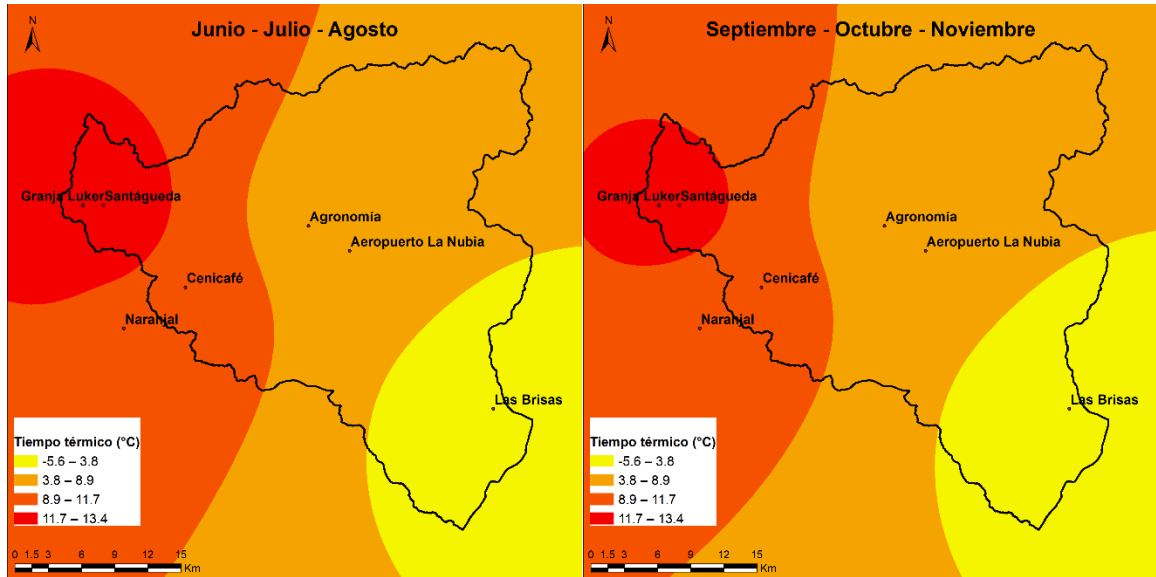 N
Junio - Julio - Agosto
Granja Luker Santágueda
Agronomía
Aeropuerto La Nubia
Cenicafé
Naranjal
Las Brisas
Tiempo térmico (°C)
-5.6 – 3.8
3.8 – 8.9
8.9 – 11.7
11.7 – 13.4
0 1.5 3 6 9 12 15
Km
N
Septiembre - Octubre - Noviembre
Granja Luker Santágueda
Agronomía
Aeropuerto La Nubia
Cenicafé
Naranjal
Las Brisas
Tiempo térmico (°C)
-5.6 – 3.8
3.8 – 8.9
8.9 – 11.7
11.7 – 13.4
0 1.5 3 6 9 12 15
Km